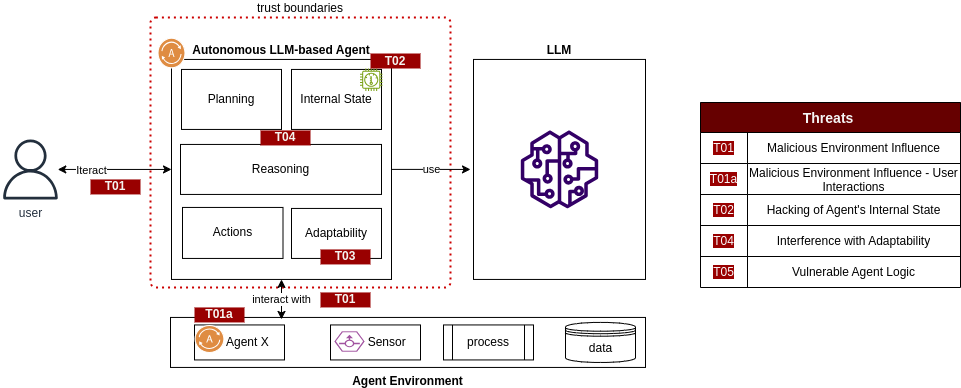 trust boundaries
Autonomous LLM-based Agent
T02
LLM
Planning
Internal State
T04
Reasoning
Iteract
T01
user
use
Actions
Adaptability
T03
interact with
T01
T01a
A
Agent X
Sensor
process
data
Agent Environment
A
Threats
T01
Malicious Environment Influence
T01a
Malicious Environment Influence - User
Interactions
T02
Hacking of Agent's Internal State
T04
Interference with Adaptability
T05
Vulnerable Agent Logic